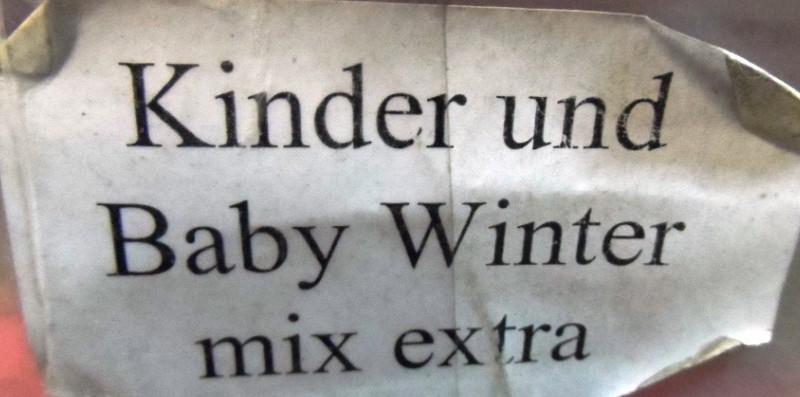 Kinder und
Baby Winter
mix extra